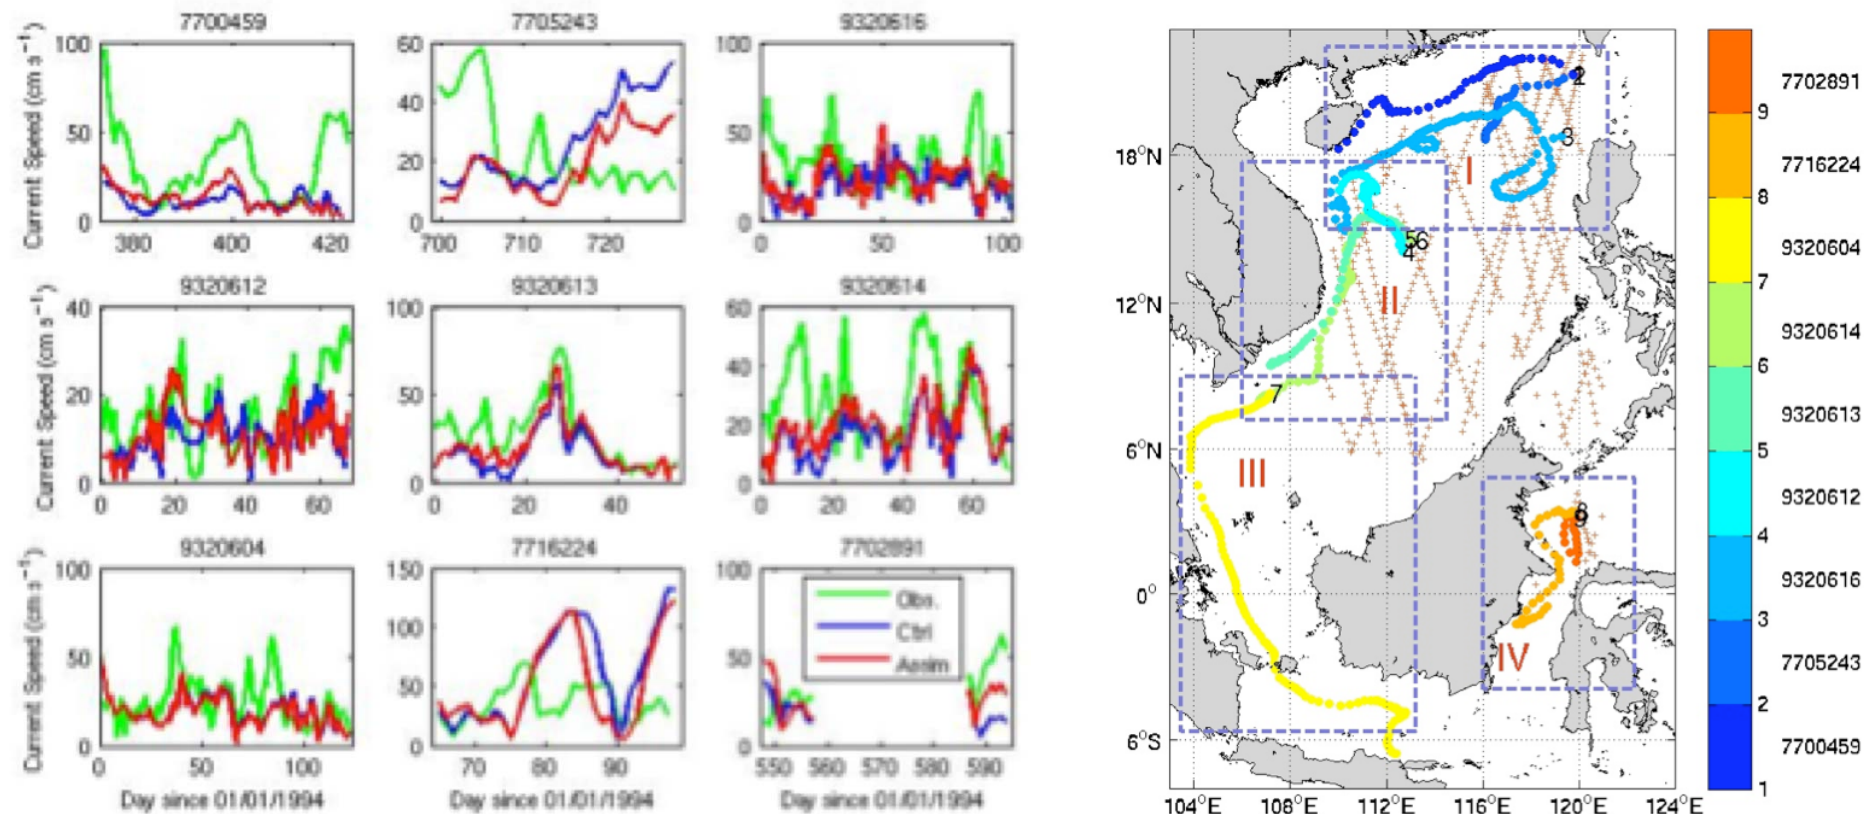 7700459 7705243 9320616
Current Speed (cm s⁻¹)
100 60 100
40
50 50
20
0 0 0
380 400 420 700 710 720 0 50 100
9320612 9320613 9320614
Current Speed (cm s⁻¹)
40 100 60
40
20 50
20
0 0 0
0 20 40 60 0 20 40 0 20 40 60
9320604 7716224 7702891
Current Speed (cm s⁻¹)
100 150 100
Obs.
100
Ctrl
50 50
50
Assim
0 0 0
0 50 100 70 80 90 550 560 570 580 590
Day since 01/01/1994 Day since 01/01/1994 Day since 01/01/1994
18°N
12°N
6°N
0°
6°S
104°E 108°E 112°E 116°E 120°E 124°E
2
3
I
56
4
II
7
III
9
IV
7702891
9
7716224
8
9320604
7
9320614
6
9320613
5
9320612
4
9320616
3
7705243
2
7700459
1